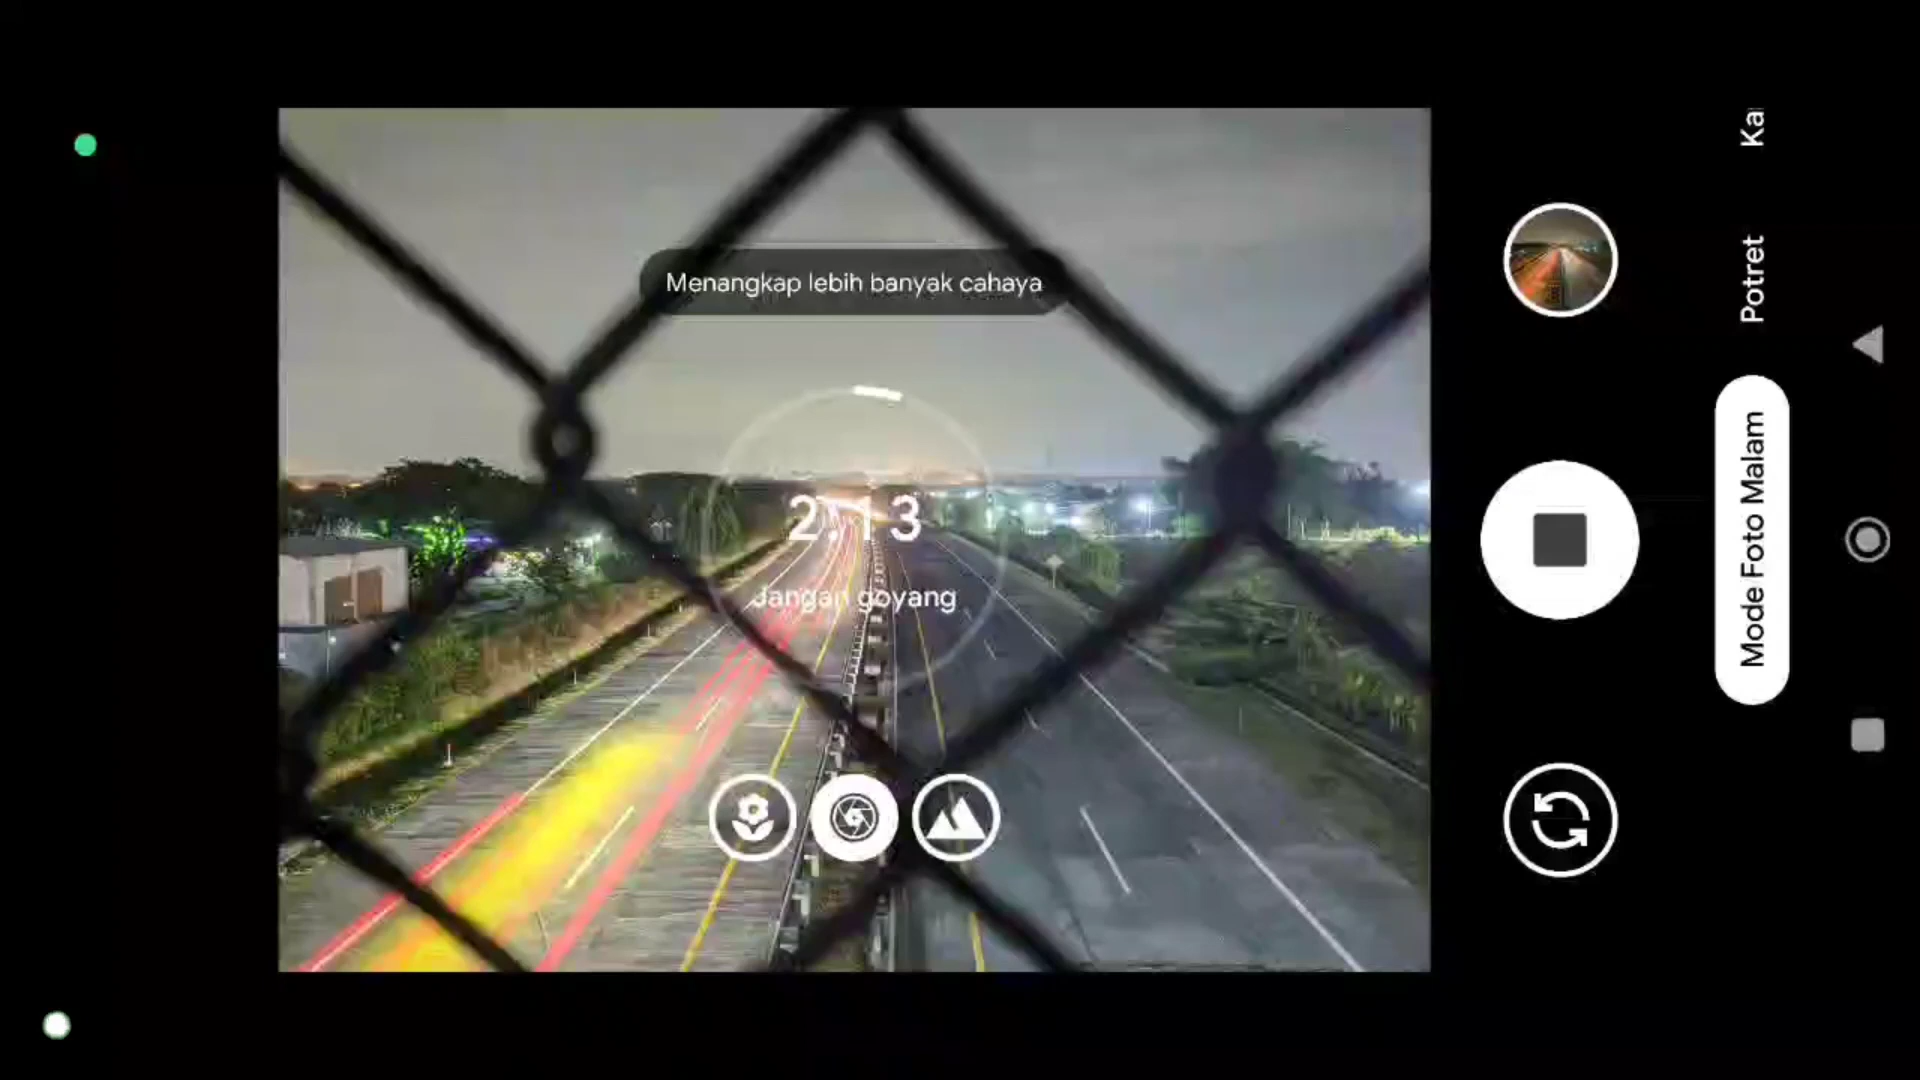 Menangkap lebih banyak cahaya
2:13
Jangan goyang
Ka
Potret
Mode Foto Malam